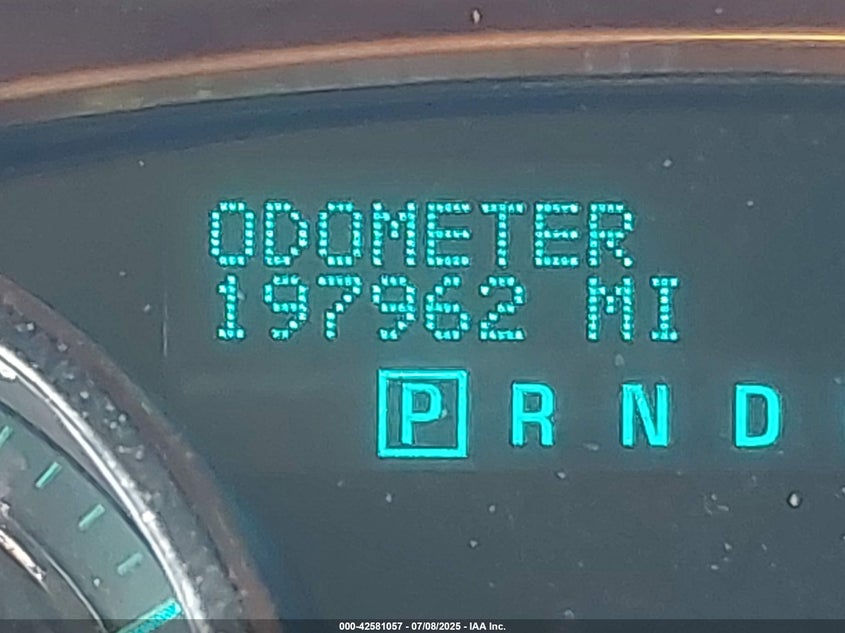 ODOMETER
197962 MI
P R N D
000-42581057 - 07/08/2025 - IAA Inc.